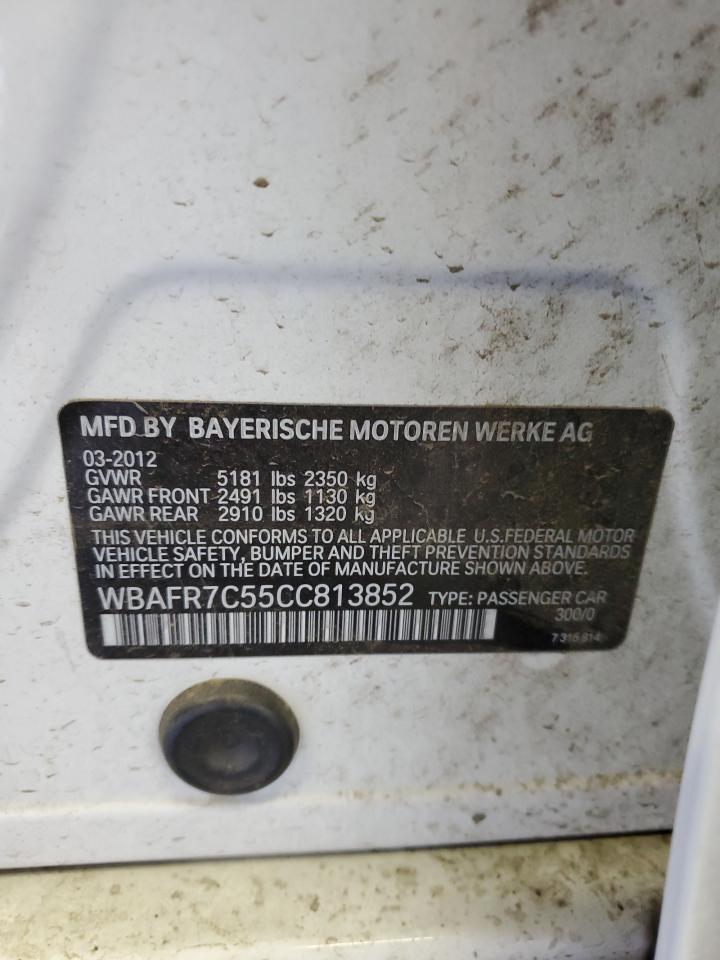 MFD BY BAYERISCHE MOTOREN WERKE AG
03-2012
GVWR 5181 lbs 2350 kg
GAWR FRONT 2491 lbs 1130 kg
GAWR REAR 2910 lbs 1320 kg
THIS VEHICLE CONFORMS TO ALL APPLICABLE U.S.FEDERAL MOTOR
VEHICLE SAFETY, BUMPER AND THEFT PREVENTION STANDARDS
IN EFFECT ON THE DATE OF MANUFACTURE SHOWN ABOVE.
WBAFR7C55CC813852 TYPE: PASSENGER CAR
300/0